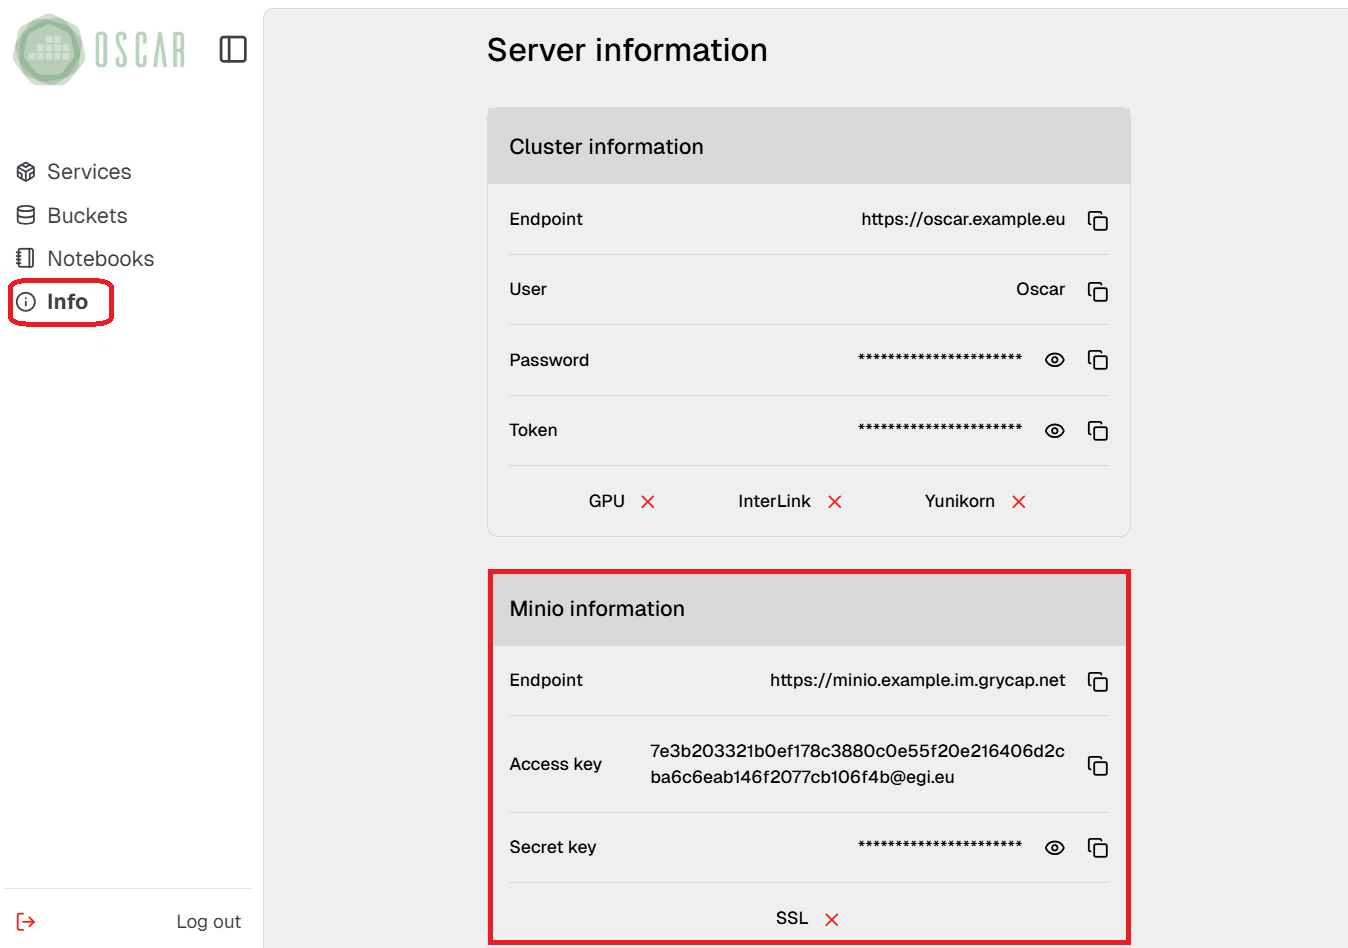 OSCAR
Services
Buckets
Notebooks
Info
Log out
Server information
Cluster information
Endpoint https://oscar.example.eu
User Oscar
Password **********************
Token **********************
GPU InterLink Yunikorn
Minio information
Endpoint https://minio.example.im.grycap.net
Access key 7e3b203321b0ef178c3880c0e55f20e216406d2c
ba6c6eab146f2077cb106f4b@egi.eu
Secret key **********************
SSL